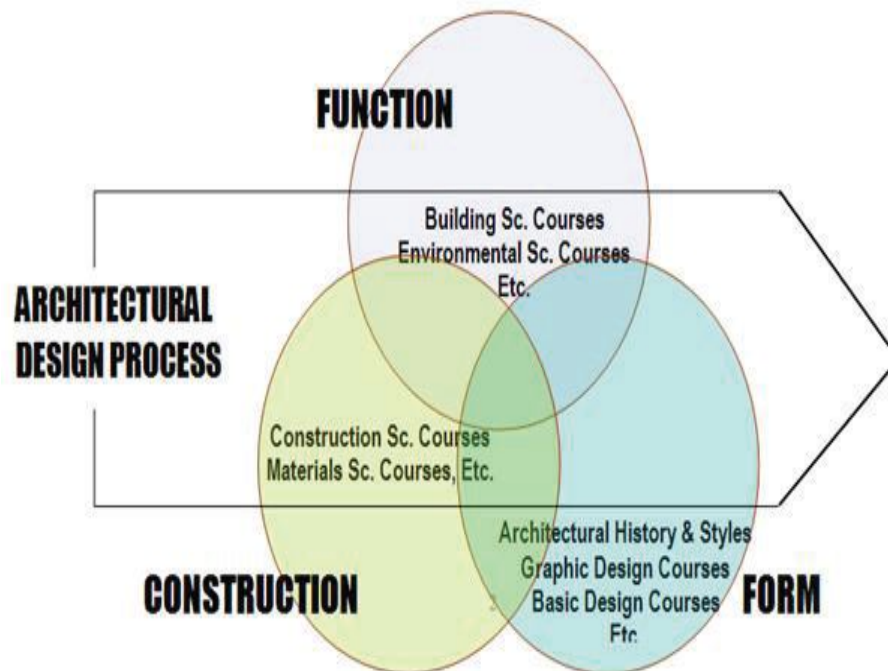 FUNCTION
Building Sc. Courses
Environmental Sc. Courses
Etc.
ARCHITECTURAL
DESIGN PROCESS
Construction Sc. Courses
Materials Sc. Courses, Etc.
Architectural History & Styles
Graphic Design Courses
Basic Design Courses
Etc
CONSTRUCTION
FORM